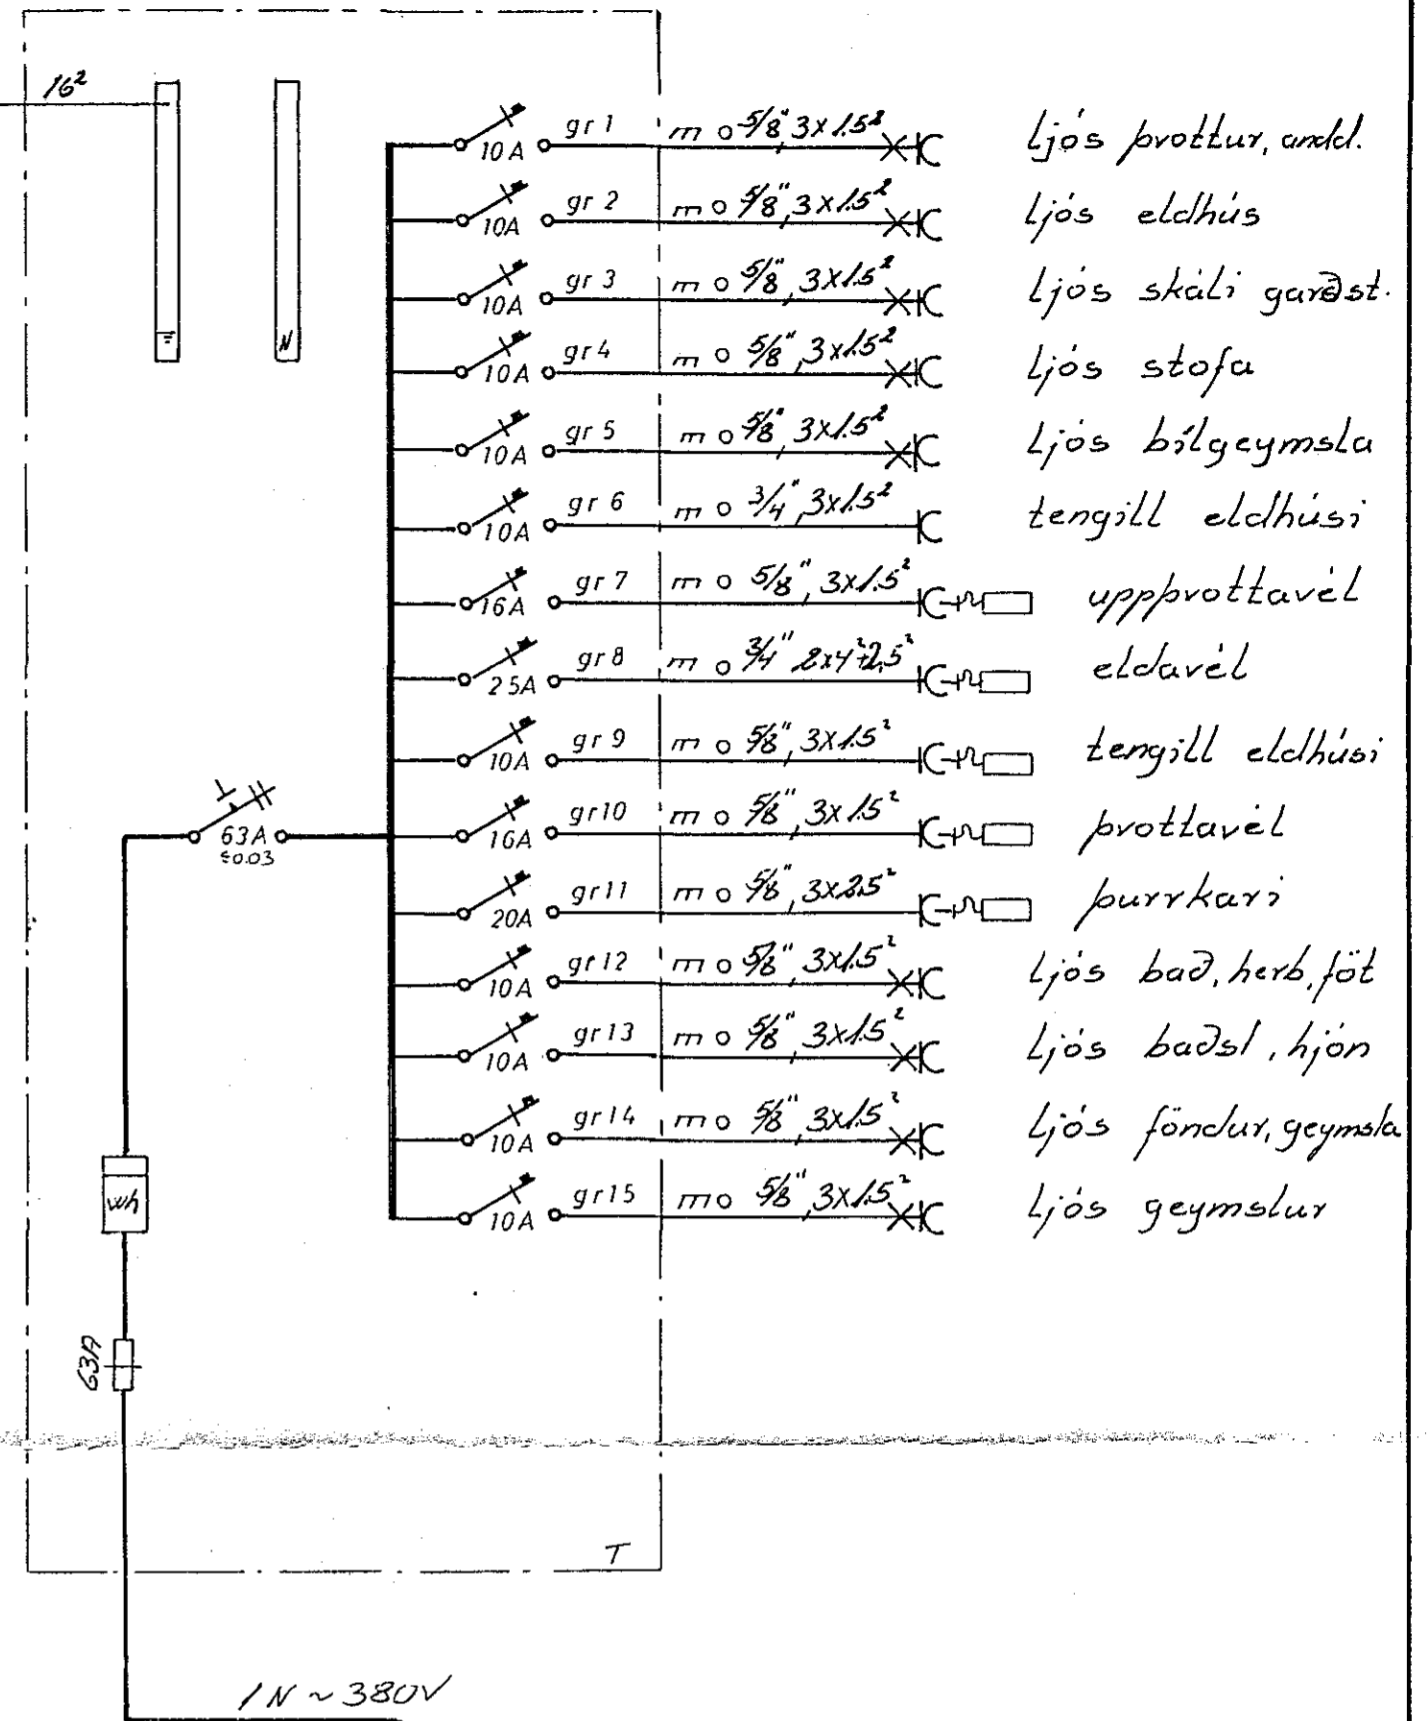 16²
N
10A gr 1 m o 5/8", 3x1.5² ljós þvottur, andd.
10A gr 2 m o 5/8", 3x1.5² ljós eldhús
10A gr 3 m o 5/8", 3x1.5² ljós skáli garðst.
10A gr 4 m o 5/8", 3x1.5² ljós stofa
10A gr 5 m o 5/8", 3x1.5² ljós bílgeymsla
10A gr 6 m o 3/4", 3x1.5² tengill eldhúsi
16A gr 7 m o 5/8", 3x1.5² uppþvottavél
25A gr 8 m o 3/4" 2x4²+2,5² eldavél
10A gr 9 m o 5/8", 3x1.5² tengill eldhúsi
63A
≤0.03
16A gr10 m o 5/8", 3x1.5² þvottavél
20A gr11 m o 5/8", 3x2.5² þurrkari
10A gr12 m o 5/8", 3x1.5² ljós bað, herb, föt
10A gr13 m o 5/8", 3x1.5² ljós baðsl, hjón
10A gr14 m o 5/8", 3x1.5² ljós föndur, geymsla
10A gr15 m o 5/8", 3x1.5² ljós geymslur
Wh
63A
T
1N~380V